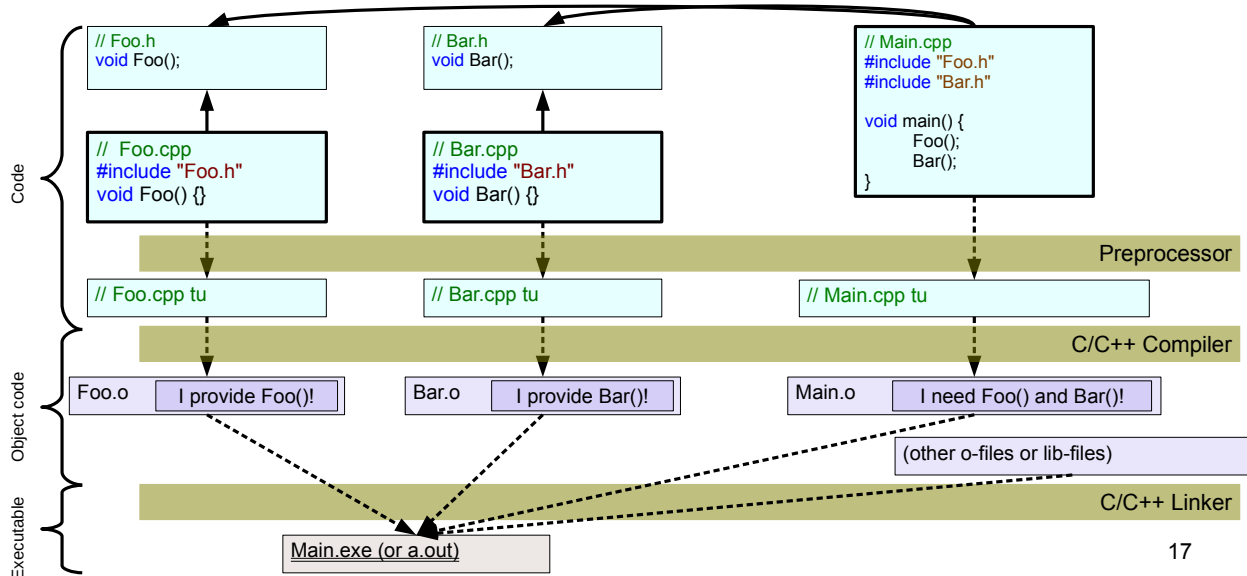 // Foo.h
void Foo();
// Bar.h
void Bar();
// Main.cpp
#include "Foo.h"
#include "Bar.h"
void main() {
Foo();
Bar();
}
//  Foo.cpp
#include "Foo.h"
void Foo() {}
// Bar.cpp
#include "Bar.h"
void Bar() {}
Code
Preprocessor
// Foo.cpp tu
// Bar.cpp tu
// Main.cpp tu
C/C++ Compiler
Object code
Foo.o
I provide Foo()!
Bar.o
I provide Bar()!
Main.o
I need Foo() and Bar()!
(other o-files or lib-files)
C/C++ Linker
Executable
Main.exe (or a.out)
17